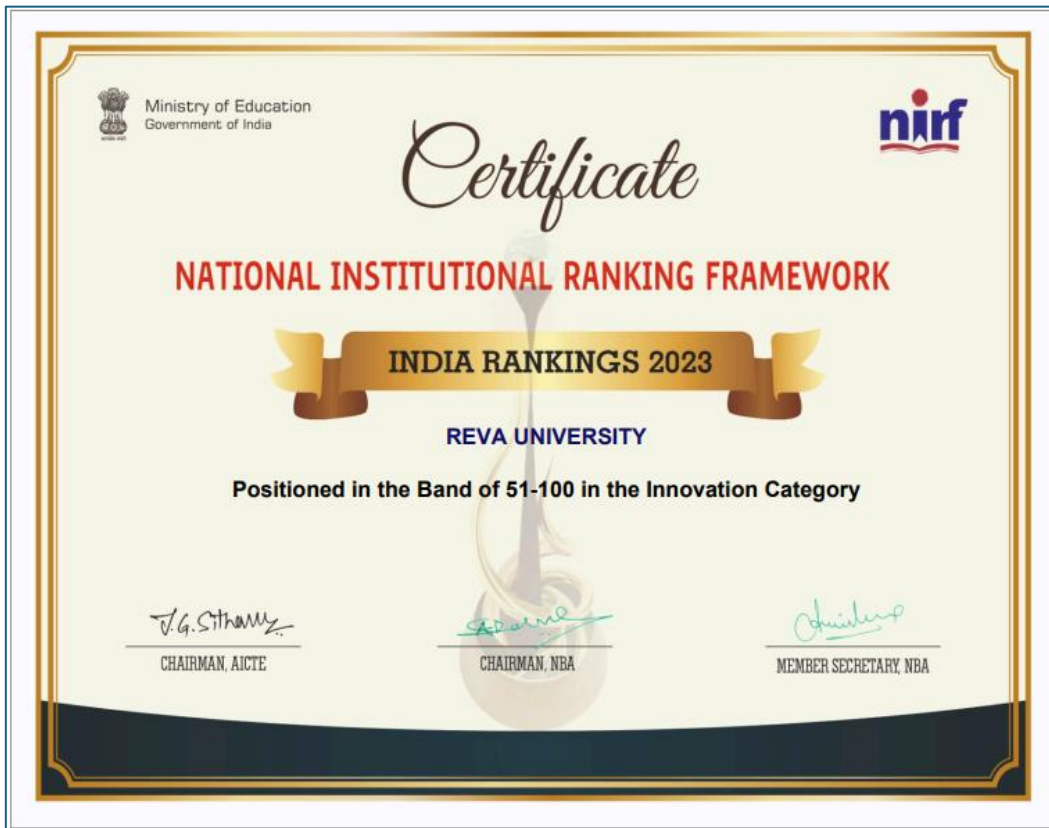 Ministry of Education
Government of India
nirf
Certificate
NATIONAL INSTITUTIONAL RANKING FRAMEWORK
INDIA RANKINGS 2023
REVA UNIVERSITY
Positioned in the Band of 51-100 in the Innovation Category
J.G. Sitharam
CHAIRMAN, AICTE
CHAIRMAN, NBA
MEMBER SECRETARY, NBA